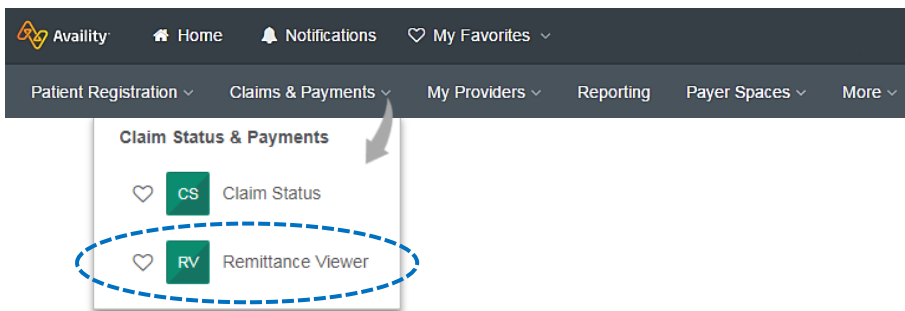 Availity Home Notifications My Favorites
Patient Registration Claims & Payments My Providers Reporting Payer Spaces More
Claim Status & Payments
CS Claim Status
RV Remittance Viewer